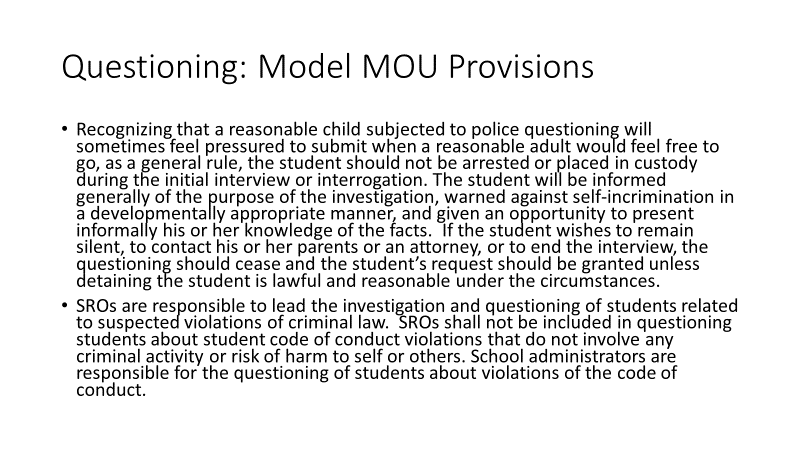 Questioning: Model MOU Provisions
• Recognizing that a reasonable child subjected to police questioning will
sometimes feel pressured to submit when a reasonable adult would feel free to
go, as a general rule, the student should not be arrested or placed in custody
during the initial interview or interrogation. The student will be informed
generally of the purpose of the investigation, warned against self-incrimination in
a developmentally appropriate manner, and given an opportunity to present
informally his or her knowledge of the facts.  If the student wishes to remain
silent, to contact his or her parents or an attorney, or to end the interview, the
questioning should cease and the student’s request should be granted unless
detaining the student is lawful and reasonable under the circumstances.
• SROs are responsible to lead the investigation and questioning of students related
to suspected violations of criminal law.  SROs shall not be included in questioning
students about student code of conduct violations that do not involve any
criminal activity or risk of harm to self or others. School administrators are
responsible for the questioning of students about violations of the code of
conduct.